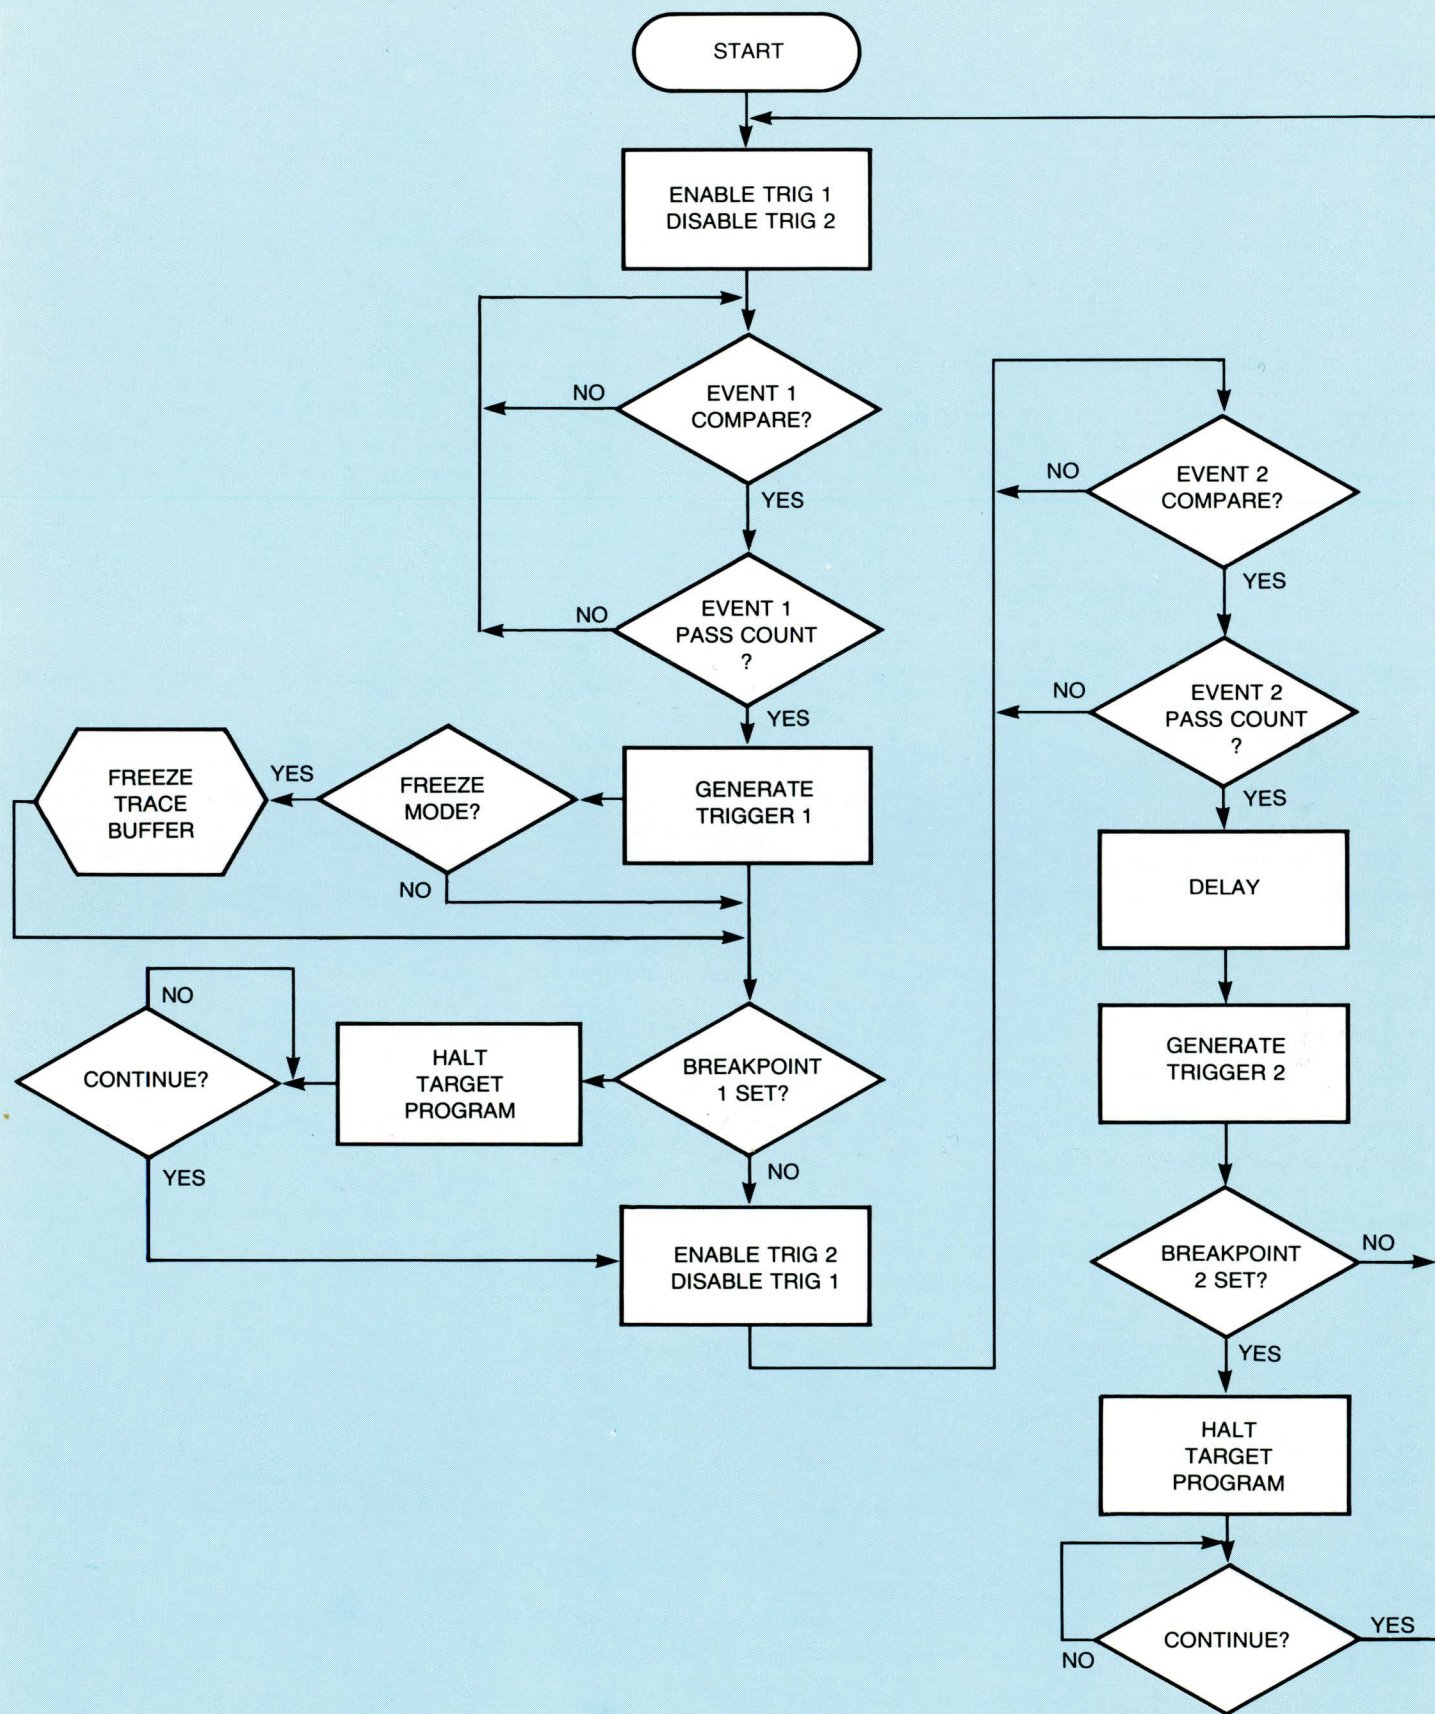 START
ENABLE TRIG 1
DISABLE TRIG 2
NO
EVENT 1
COMPARE?
YES
NO
EVENT 1
PASS COUNT
?
YES
FREEZE
TRACE
BUFFER
YES
FREEZE
MODE?
NO
GENERATE
TRIGGER 1
NO
CONTINUE?
YES
HALT
TARGET
PROGRAM
BREAKPOINT
1 SET?
NO
ENABLE TRIG 2
DISABLE TRIG 1
NO
EVENT 2
COMPARE?
YES
NO
EVENT 2
PASS COUNT
?
YES
DELAY
GENERATE
TRIGGER 2
BREAKPOINT
2 SET?
NO
YES
HALT
TARGET
PROGRAM
CONTINUE?
YES
NO